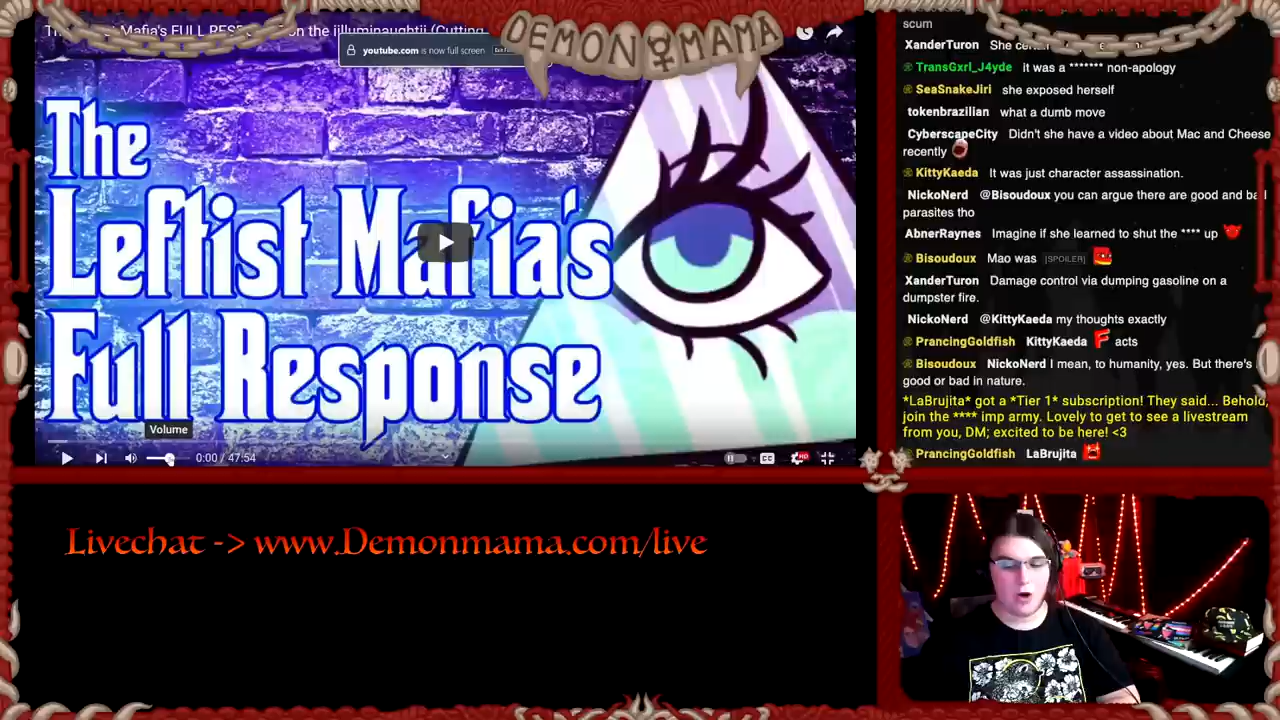 Mafia's FULL
on the iilluminaughtii (Cutting
youtube.com is now full screen
DEMON MAMA
The
Leftist Mafia's
Full Response
Volume
0:00 / 47:54
CC
HD
Livechat -> www.Demonmama.com/live
scum
XanderTuron She
TransGxrl_J4yde it was a ******* non-apology
SeaSnakeJiri she exposed herself
tokenbrazilian what a dumb move
CyberscapeCity Didn't she have a video about Mac and Cheese
recently
KittyKaeda It was just character assassination.
NickoNerd @Bisoudoux you can argue there are good and
parasites tho
AbnerRaynes Imagine if she learned to shut the **** up
Bisoudoux Mao was [SPOILER]
XanderTuron Damage control via dumping gasoline on a
dumpster fire.
NickoNerd @KittyKaeda my thoughts exactly
PrancingGoldfish KittyKaeda F acts
Bisoudoux NickoNerd I mean, to humanity, yes. But there's
good or bad in nature.
*LaBrujita* got a *Tier 1* subscription! They said... Behold,
join the **** imp army. Lovely to get to see a livestream
from you, DM; excited to be here! <3
PrancingGoldfish LaBrujita